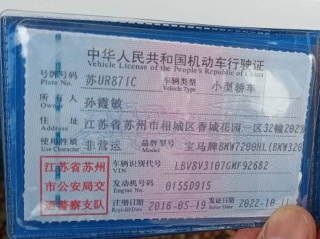 中华人民共和国机动车行驶证
Vehicle License of the People's Republic of China
号牌号码 苏UR871C 车辆类型 小型轿车
Plate No. Vehicle Type
所有人 孙霞敏
Owner
住址 江苏省苏州市相城区香城花园一区32幢202
Address
使用性质 非营运 品牌型号 宝马牌BMW7200HL(BMW320
Use Character Model
江苏省苏州
市公安局交
通警察支队
车辆识别代号 LBV8V3107GMF92682
VIN
发动机号码 0155D915
Engine No.
注册日期 2016-05-19 发证日期 2022-10-11
Register Date Issue Date